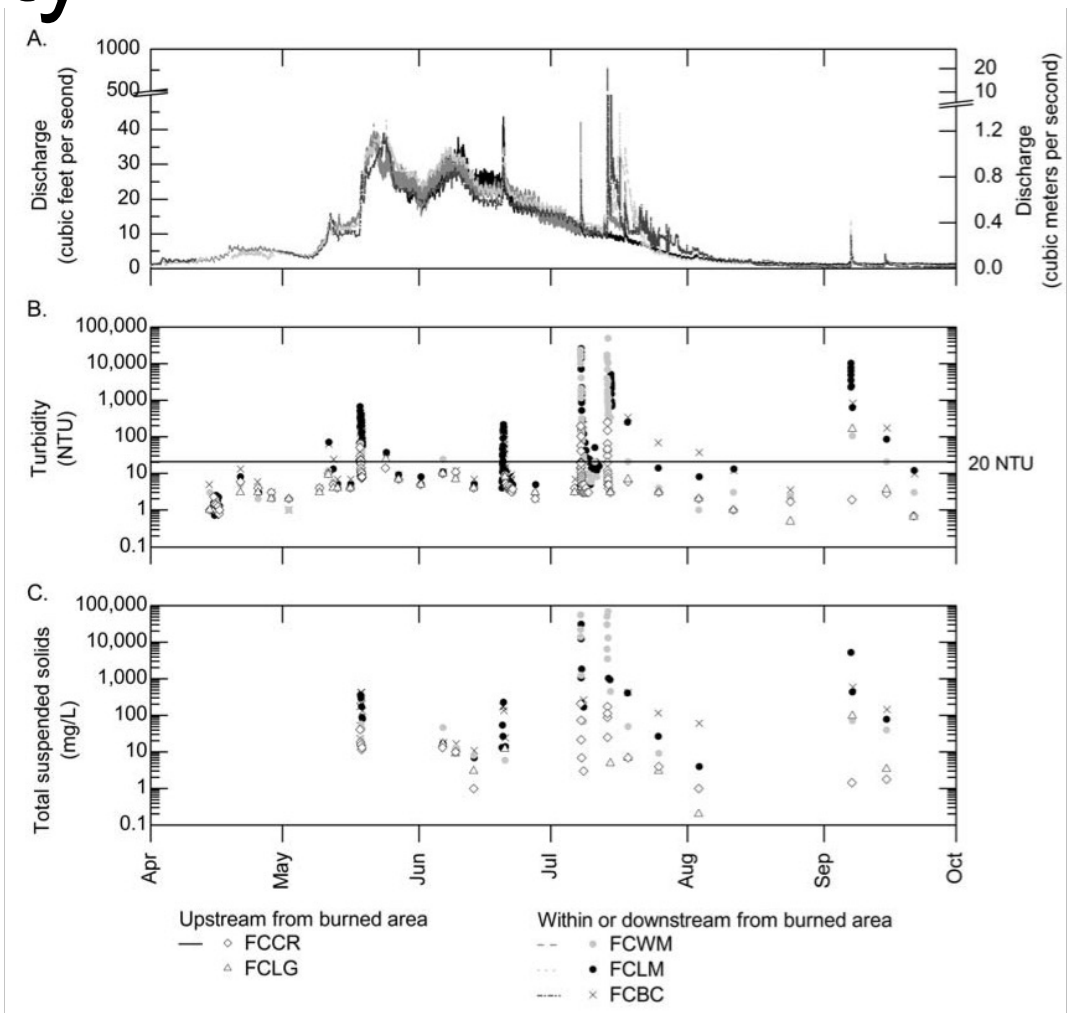 A.
1000
500
40
30
20
10
0
Discharge
(cubic feet per seond)
20
10
1.2
0.8
0.4
0.0
Discharge
(cubic meters per second)
B.
100,000
10,000
1,000
100
10
1
0.1
Turbidity
(NTU)
20 NTU
C.
100,000
10,000
1,000
100
10
1
0.1
Total suspended solids
(mg/L)
Apr
May
Jun
Jul
Aug
Sep
Oct
Upstream from burned area
FCCR
FCLG
Within or downstream from burned area
FCWM
FCLM
FCBC